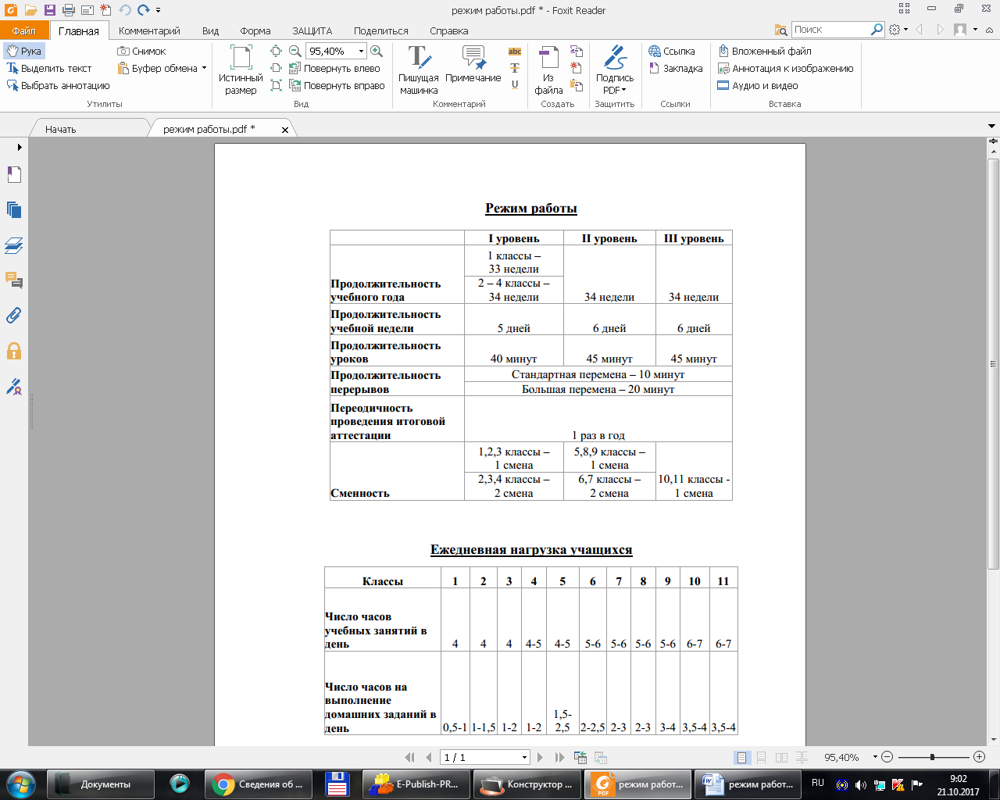 режим работы.pdf * - Foxit Reader
Файл Главная Комментарий Вид Форма ЗАЩИТА Поделиться Справка Поиск
Рука
Выделить текст
Выбрать аннотацию
Снимок
Буфер обмена
Утилиты
Истинный
размер
95,40%
Повернуть влево
Повернуть вправо
Вид
Пишущая
машинка
Примечание
Комментарий
Из
файла
Создать
Подпись
PDF
Защитить
Ссылка
Закладка
Ссылки
Вложенный файл
Аннотация к изображению
Аудио и видео
Вставка
Начать режим работы.pdf *
Режим работы
I уровень II уровень III уровень
Продолжительность
учебного года
1 классы –
33 недели
2 – 4 классы –
34 недели 34 недели 34 недели
Продолжительность
учебной недели 5 дней 6 дней 6 дней
Продолжительность
уроков 40 минут 45 минут 45 минут
Продолжительность
перерывов
Стандартная перемена – 10 минут
Большая перемена – 20 минут
Переодичность
проведения итоговой
аттестации 1 раз в год
Сменность
1,2,3 классы –
1 смена
2,3,4 классы –
2 смена
5,8,9 классы –
1 смена
6,7 классы –
2 смена
10,11 классы -
1 смена
Ежедневная нагрузка учащихся
Классы 1 2 3 4 5 6 7 8 9 10 11
Число часов
учебных занятий в
день 4 4 4 4-5 4-5 5-6 5-6 5-6 5-6 6-7 6-7
Число часов на
выполнение
домашних заданий в
день 0,5-1 1-1,5 1-2 1-2 1,5-
2,5 2-2,5 2-3 2-3 3-4 3,5-4 3,5-4
1 / 1 95,40%
Документы Сведения об ... E-Publish-PR... Конструктор ... режим работ... режим работ... RU 9:02
21.10.2017